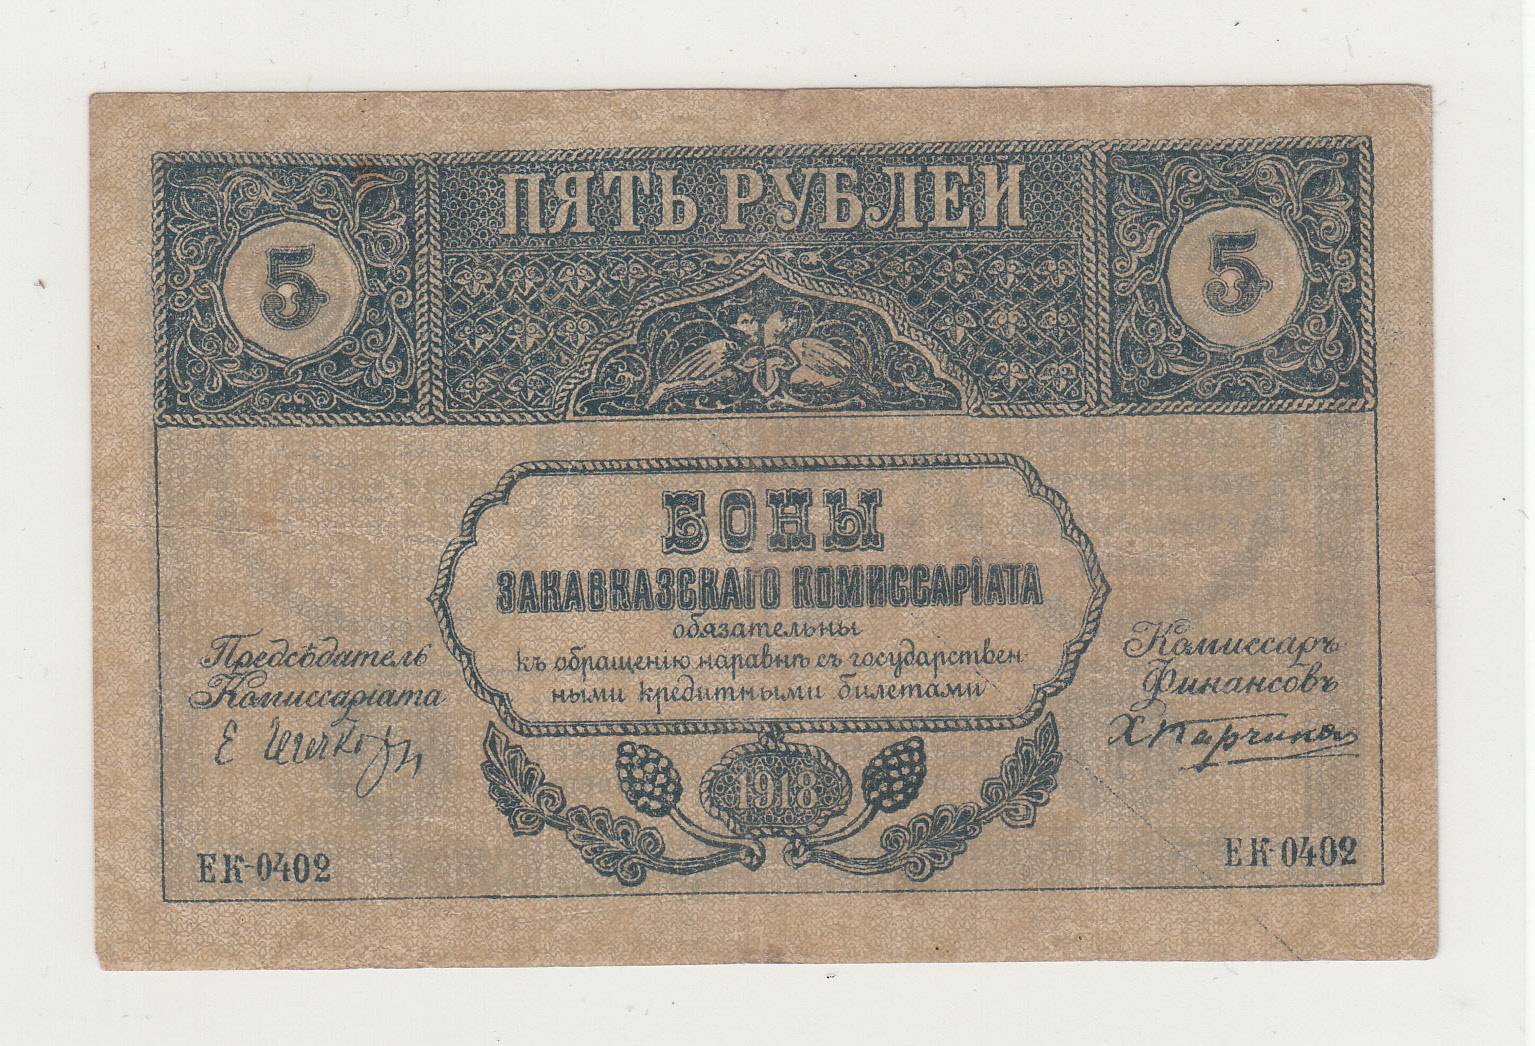 ПЯТЬ РУБЛЕЙ
5
5
БОНЫ
ЗАКАВКАЗСКАГО КОМИССАРІАТА
обязательны
къ обращенію наравнѣ съ государствен-
ными кредитными билетами
Предсѣдатель
Комиссаріата
Комиссаръ
Финансовъ
1918
ЕК-0402
ЕК-0402